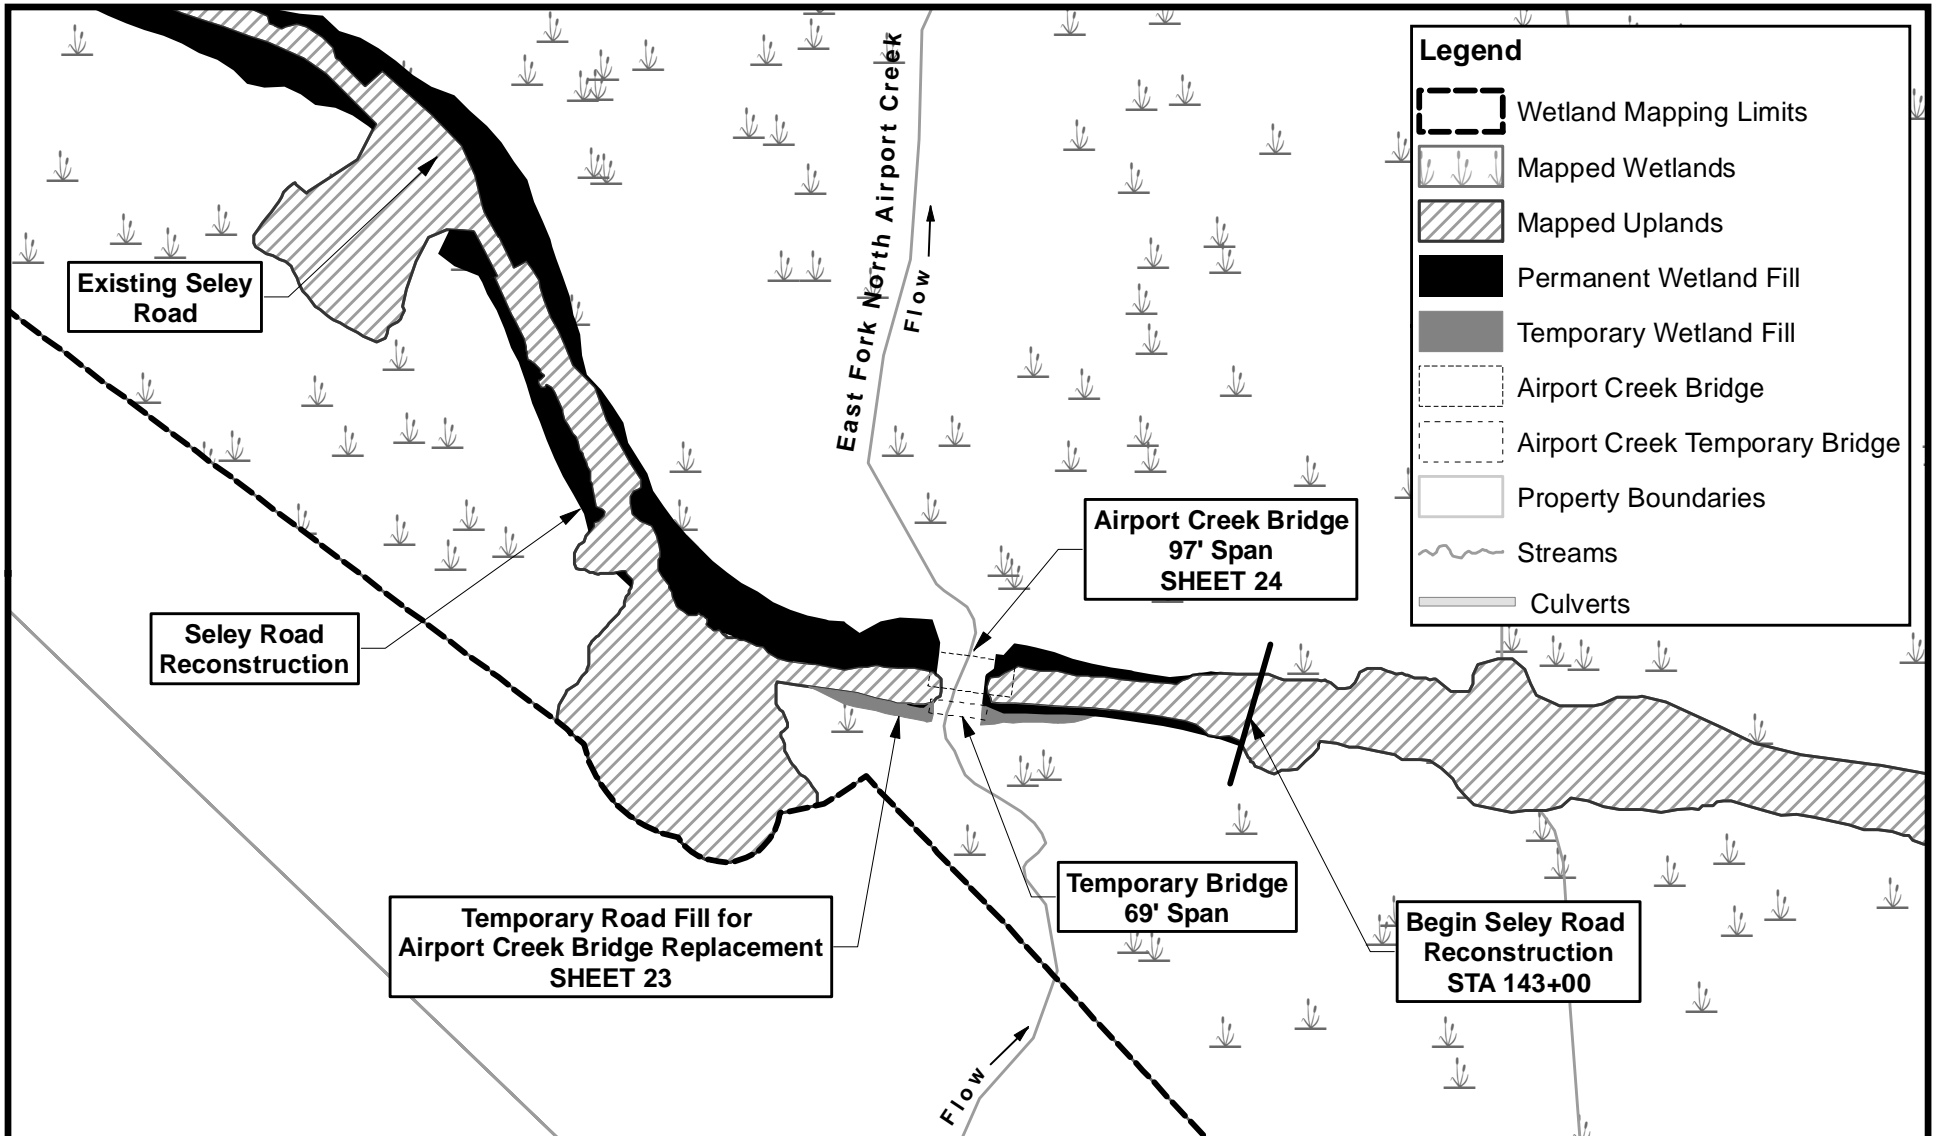 Legend
Wetland Mapping Limits
Mapped Wetlands
Mapped Uplands
Permanent Wetland Fill
Temporary Wetland Fill
Airport Creek Bridge
Airport Creek Temporary Bridge
Property Boundaries
Streams
Culverts
East Fork North Airport Creek
Flow
Existing Seley
Road
Airport Creek Bridge
97' Span
SHEET 24
Seley Road
Reconstruction
Temporary Road Fill for
Airport Creek Bridge Replacement
SHEET 23
Temporary Bridge
69' Span
Begin Seley Road
Reconstruction
STA 143+00
Flow